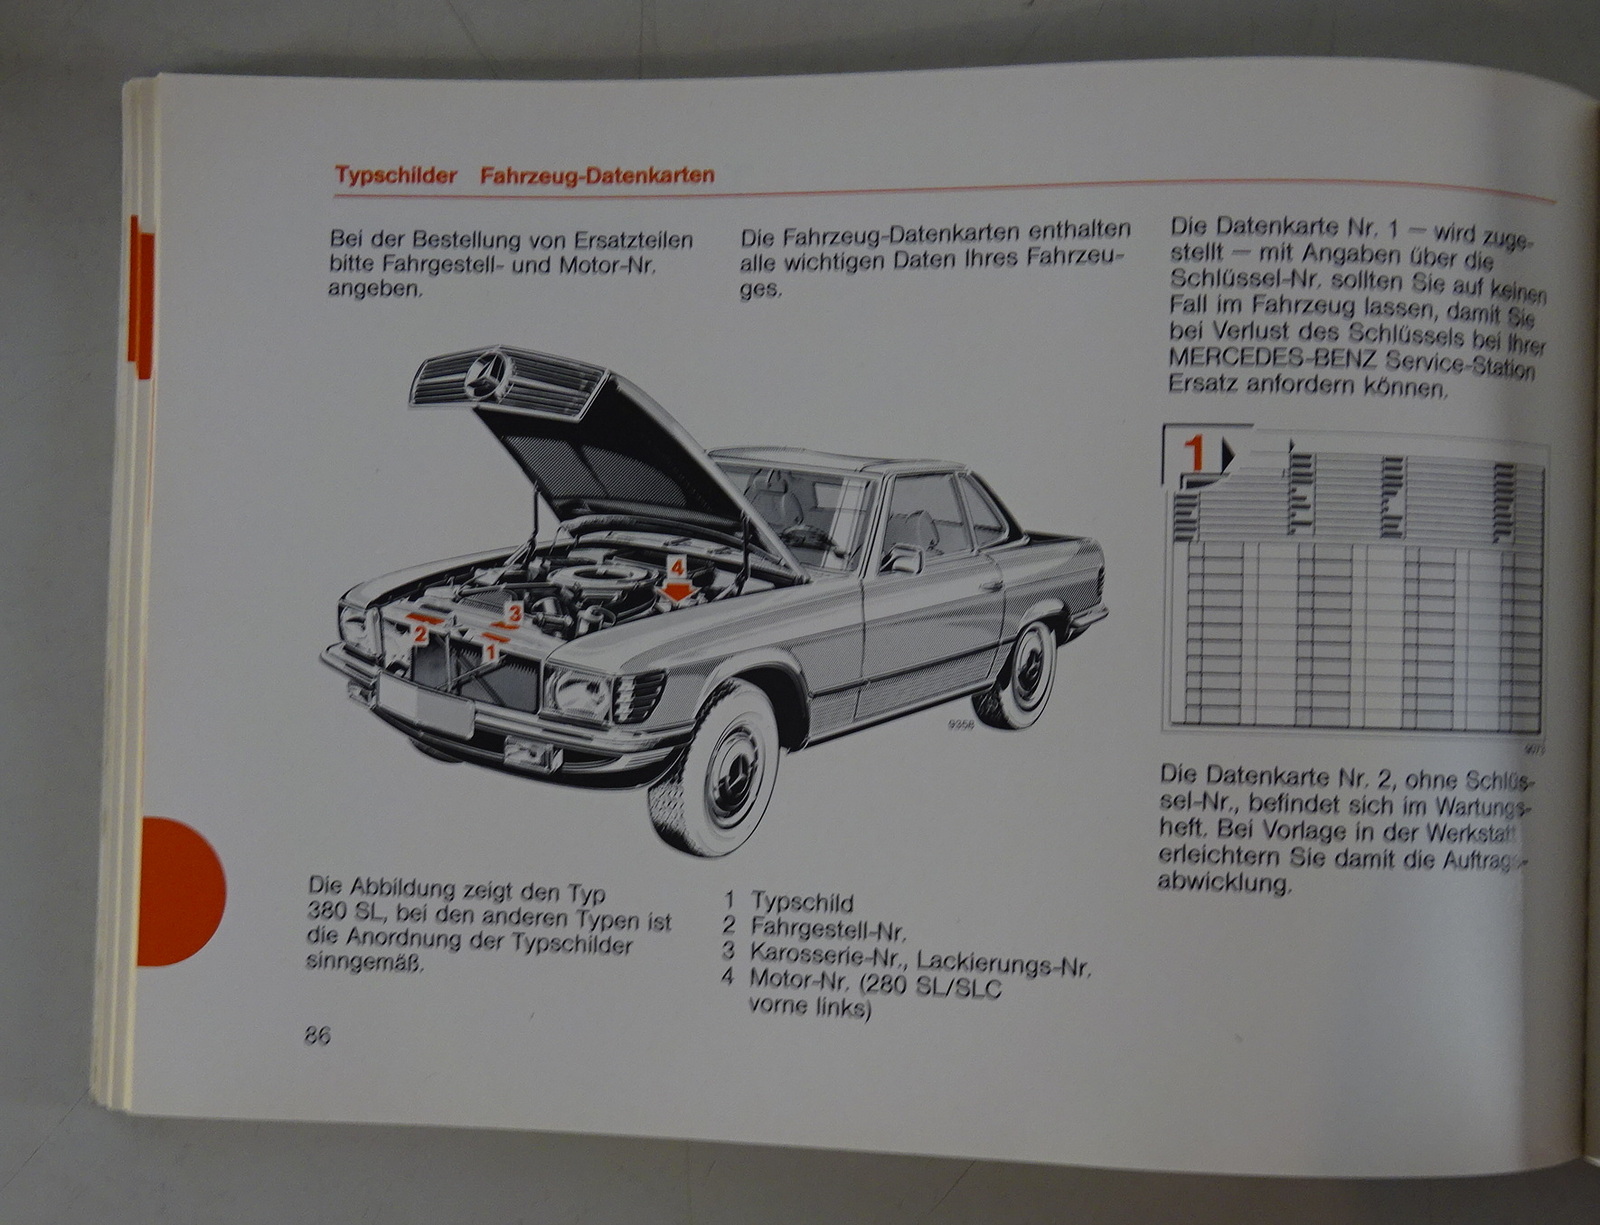 Typschilder Fahrzeug-Datenkarten
Bei der Bestellung von Ersatzteilen
bitte Fahrgestell- und Motor-Nr.
angeben.
Die Fahrzeug-Datenkarten enthalten
alle wichtigen Daten Ihres Fahrzeu-
ges.
Die Datenkarte Nr. 1 — wird zuge-
stellt — mit Angaben über die
Schlüssel-Nr. sollten Sie auf keinen
Fall im Fahrzeug lassen, damit Sie
bei Verlust des Schlüssels bei Ihrer
MERCEDES-BENZ Service-Station
Ersatz anfordern können.
1
4
3
2
1
9358
Die Datenkarte Nr. 2, ohne Schlüs-
sel-Nr., befindet sich im Wartungs-
heft. Bei Vorlage in der Werkstatt
erleichtern Sie damit die Auftrags-
abwicklung.
Die Abbildung zeigt den Typ
380 SL, bei den anderen Typen ist
die Anordnung der Typschilder
sinngemäß.
1 Typschild
2 Fahrgestell-Nr.
3 Karosserie-Nr., Lackierungs-Nr.
4 Motor-Nr. (280 SL/SLC
vorne links)
86